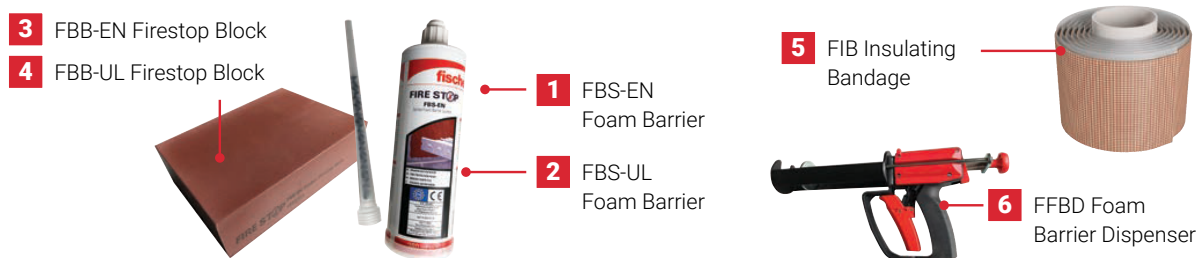 3 FBB-EN Firestop Block
4 FBB-UL Firestop Block
FIRE STOP
fische
FIRE STOP
FBS-EN
1 FBS-EN
Foam Barrier
2 FBS-UL
Foam Barrier
5 FIB Insulating
Bandage
6 FFBD Foam
Barrier Dispenser